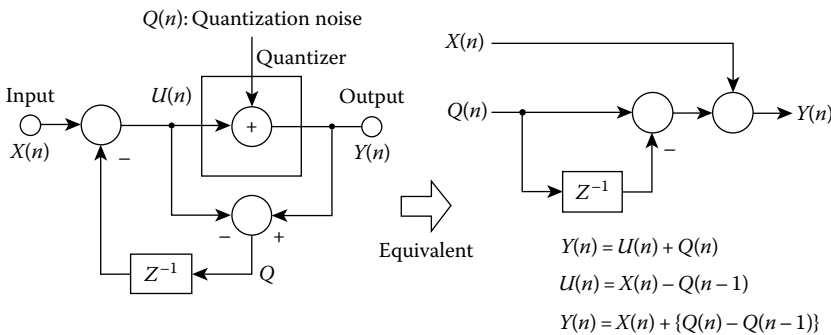 Q(n): Quantization noise
Quantizer
Input
U(n)
Output
+
X(n)
−
Y(n)
−
+
Z⁻¹
Q
Equivalent
X(n)
Q(n)
Y(n)
−
Z⁻¹
Y(n) = U(n) + Q(n)
U(n) = X(n) − Q(n−1)
Y(n) = X(n) + {Q(n) − Q(n−1)}